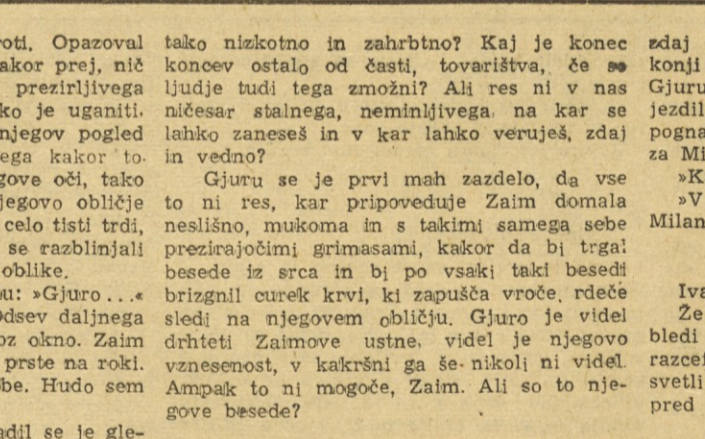 roti. Opazoval
akor prej, nič
prezirljivega
ko je uganiti.
njegov pogled
ega kakor to-
gove oči, tako
jegovo obličje
celo tisti trdi,
se razblinjali
oblike.
ou: »Gjuro...«
Odsev daljnega
oz okno. Zaim
prste na roki.
be. Hudo sem
adil se je gle-
tako nizkotno in zahrbtno? Kaj je konec
koncev ostalo od časti, tovarištva, če so
ljudje tudi tega zmožni? Ali res ni v nas
ničesar stalnega, neminljivega, na kar se
lahko zaneseš in v kar lahko veruješ, zdaj
in vedno?
Gjuru se je prvi mah zazdelo, da vse
to ni res, kar pripoveduje Zaim domala
neslišno, mukoma in s takimi samega sebe
prezirajočimi grimasami, kakor da bi trgal
besede iz srca in bi po vsaki taki besedi
brizgnil curek krvi, ki zapušča vroče, rdeče
sledi na njegovem obličju. Gjuro je videl
drhteti Zaimove ustne, videl je njegovo
vznesenost, v kakršni ga še nikoli ni videl.
Ampak to ni mogoče, Zaim. Ali so to nje-
gove besede?
zdaj
konji
Gjuru
jezdil
pogna
za Mi
»K
»V
Milan
Iva
Že
bledi
razcef
svetli
pred